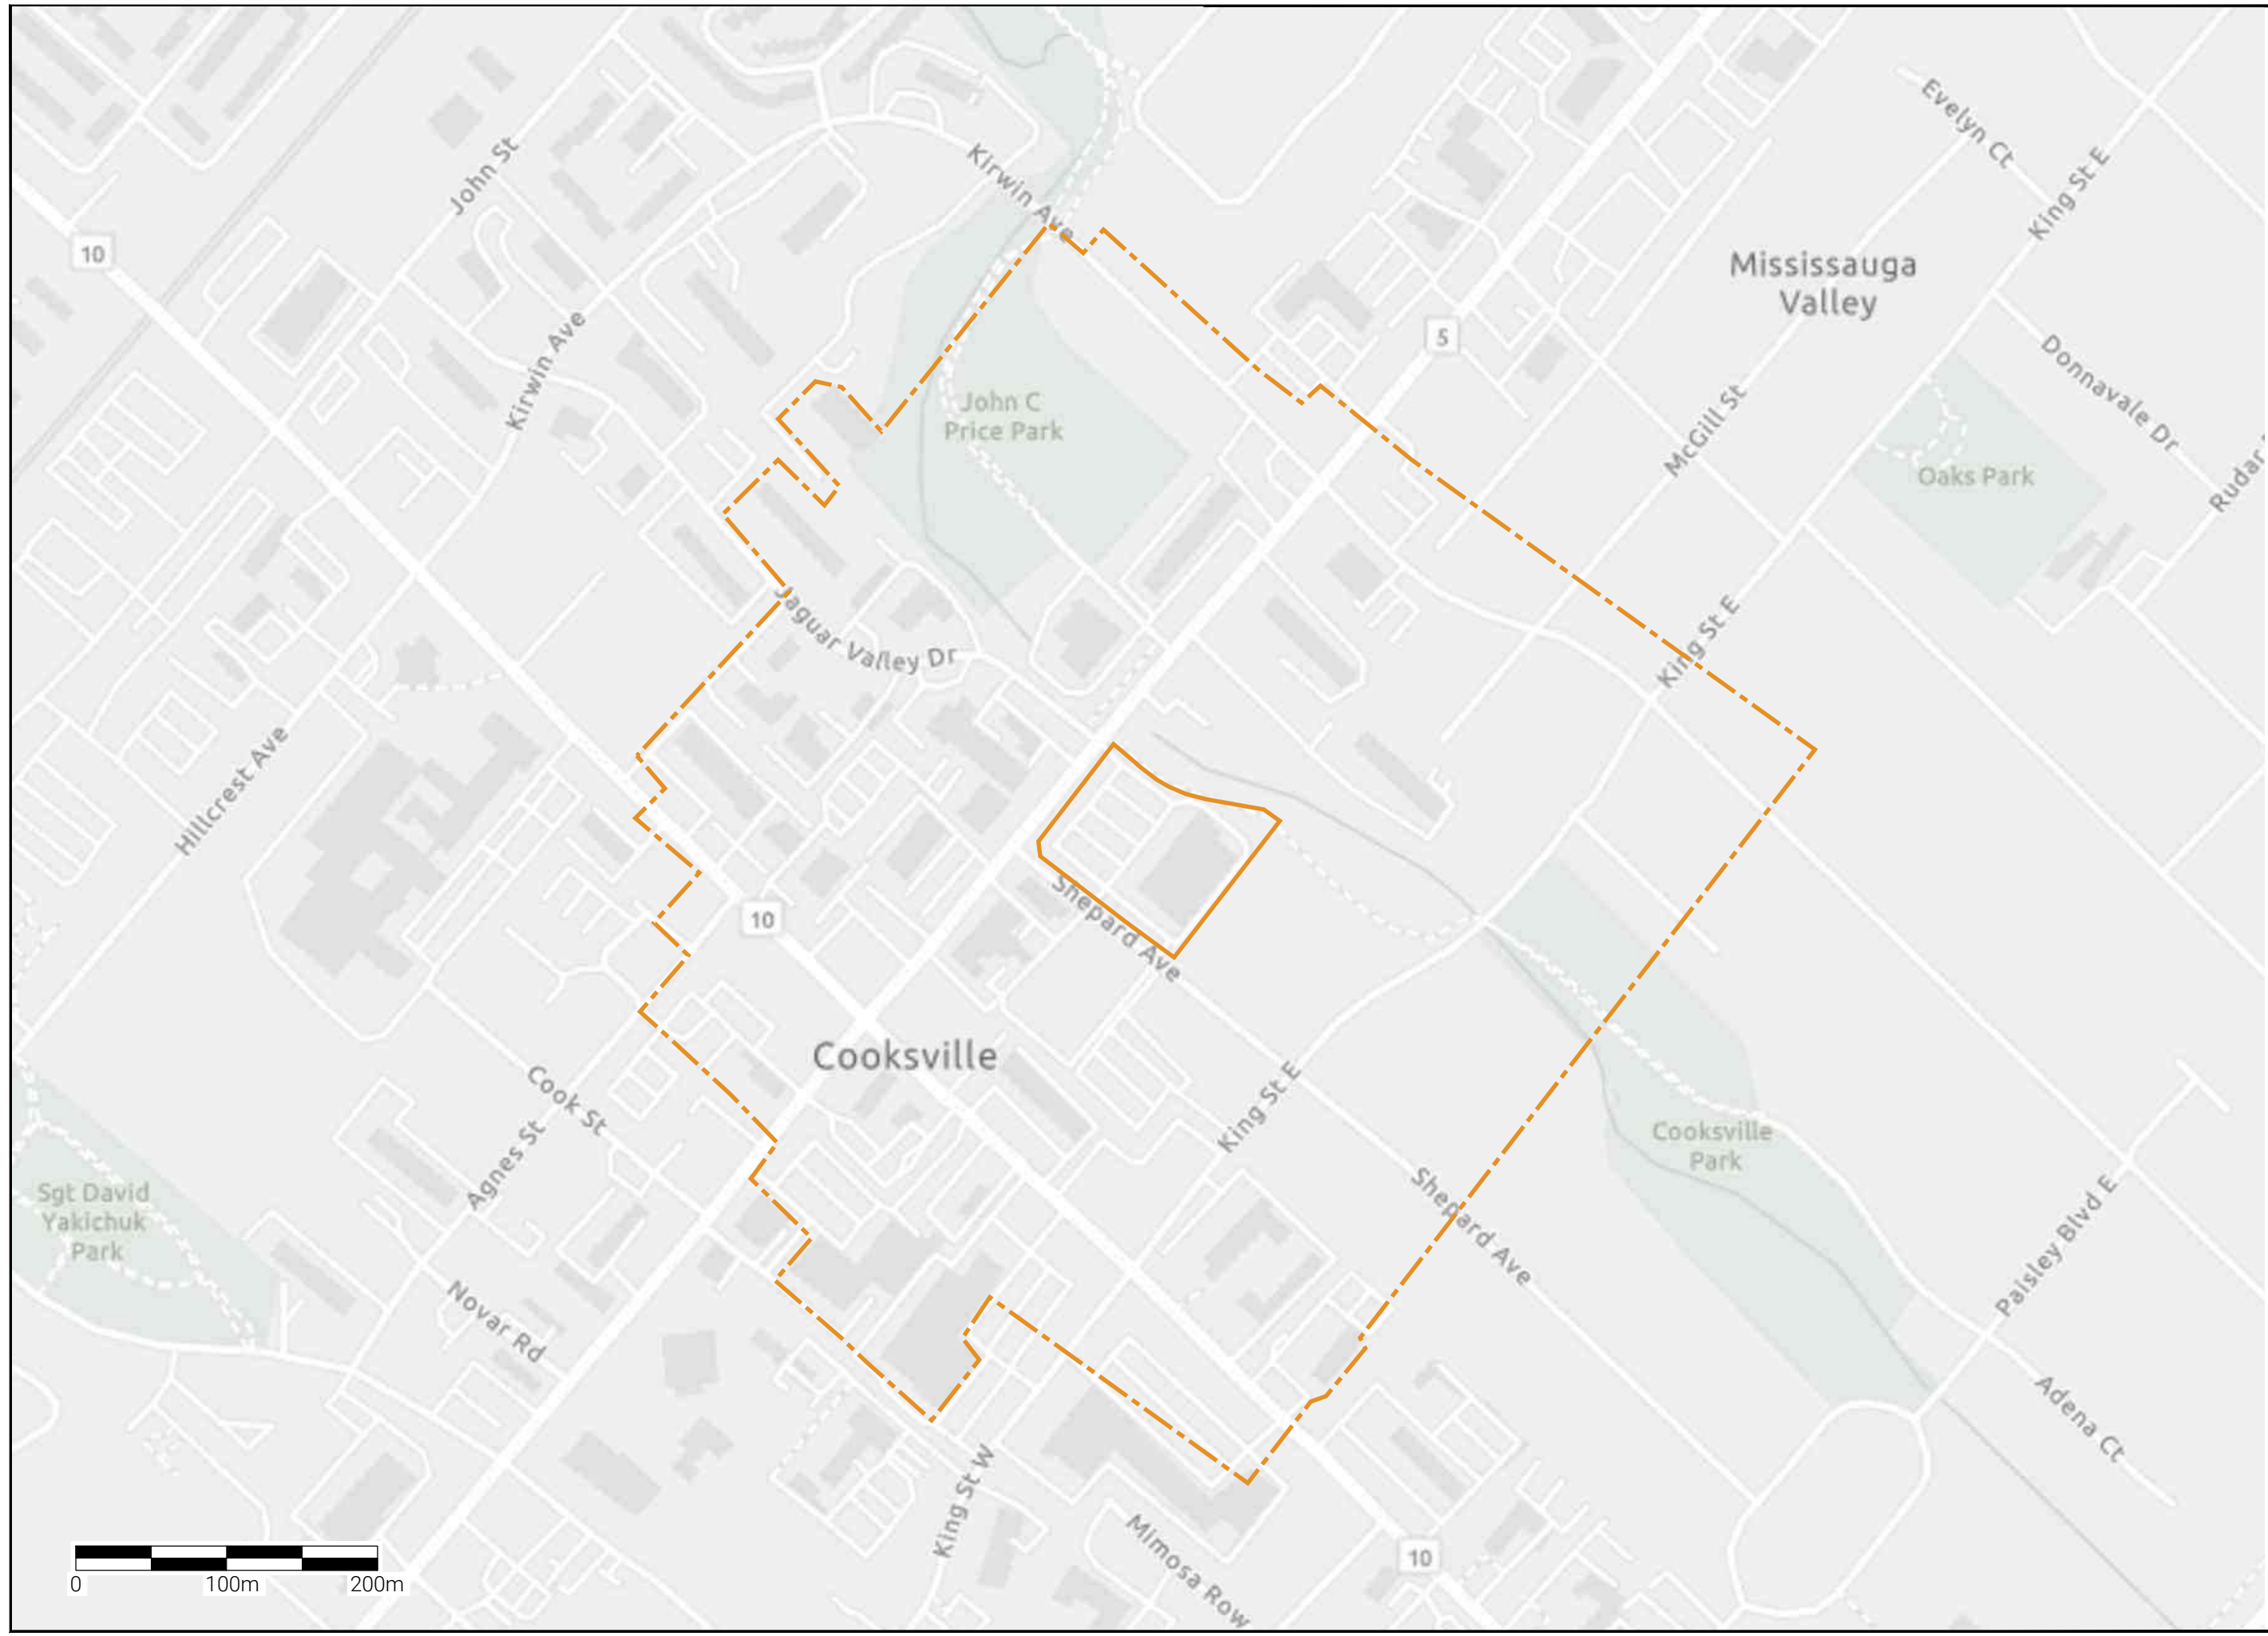 Evelyn Ct
John St
Kirwin Ave
King St E
10
Mississauga
Valley
5
Kirwin Ave
Donnavale Dr
John C
Price Park
McGill St
Oaks Park
Rudar
Jaguar Valley Dr
King St E
Hillcrest Ave
10
Shepard Ave
Cooksville
Cook St
King St E
Cooksville
Park
Agnes St
Sgt David
Yakichuk
Park
Shepard Ave
Paisley Blvd E
Novar Rd
Adena Ct
King St W
Mimosa Row
10
0
100m
200m